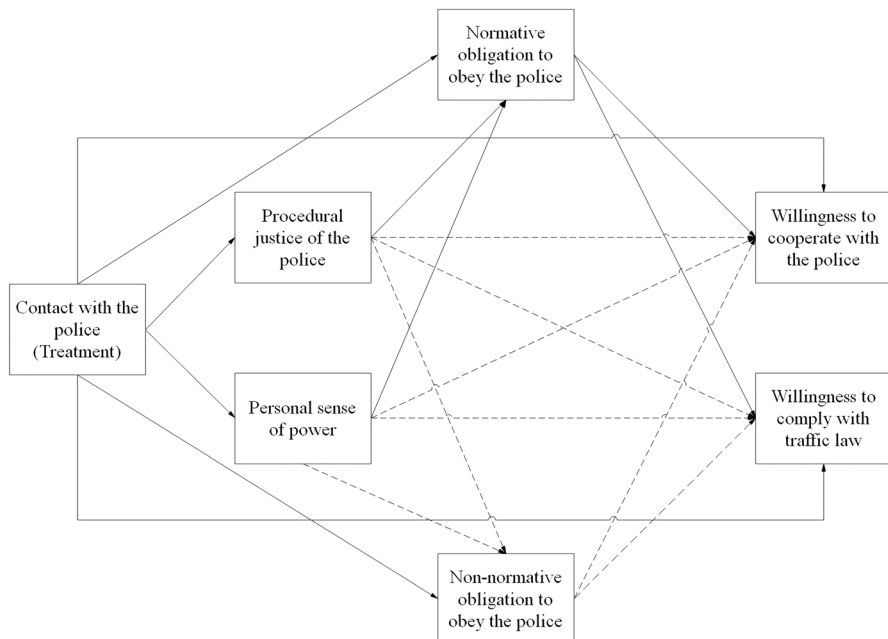 Normative
obligation to
obey the police
Procedural
justice of the
police
Willingness to
cooperate with
the police
Contact with the
police
(Treatment)
Personal sense
of power
Willingness to
comply with
traffic law
Non-normative
obligation to
obey the police